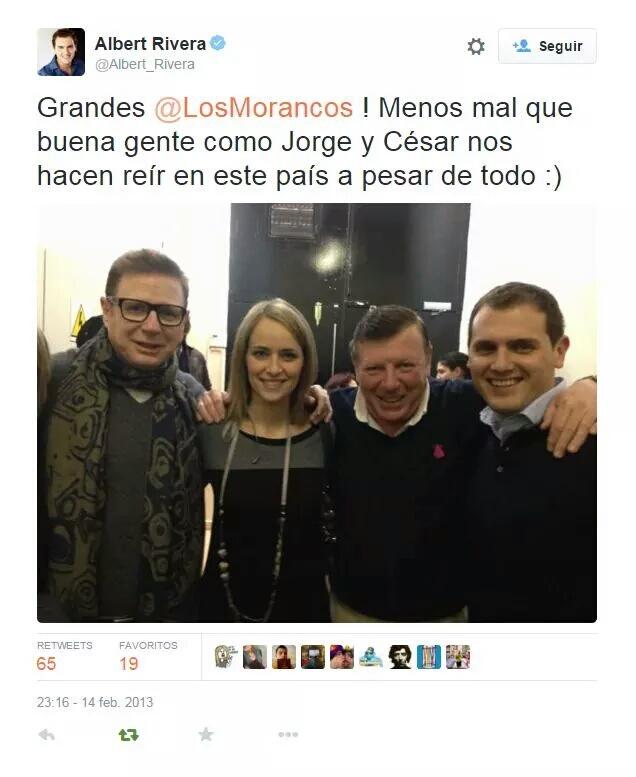 Albert Rivera
@Albert_Rivera
Seguir
Grandes @LosMorancos ! Menos mal que
buena gente como Jorge y César nos
hacen reír en este país a pesar de todo :)
RETWEETS FAVORITOS
65 19
23:16 - 14 feb. 2013